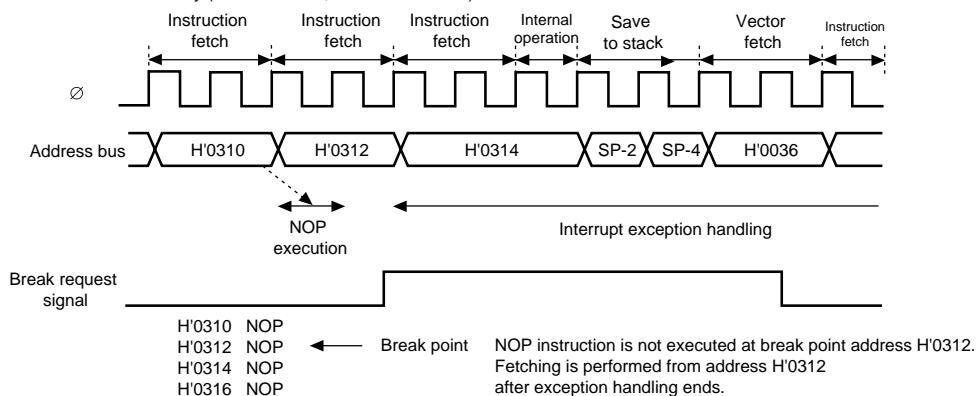 Instruction fetch
Instruction fetch
Instruction fetch
Internal operation
Save to stack
Vector fetch
Instruction fetch
∅
Address bus
H'0310
H'0312
H'0314
SP-2
SP-4
H'0036
NOP execution
Interrupt exception handling
Break request signal
H'0310 NOP
H'0312 NOP
Break point
H'0314 NOP
H'0316 NOP
NOP instruction is not executed at break point address H'0312.
Fetching is performed from address H'0312
after exception handling ends.